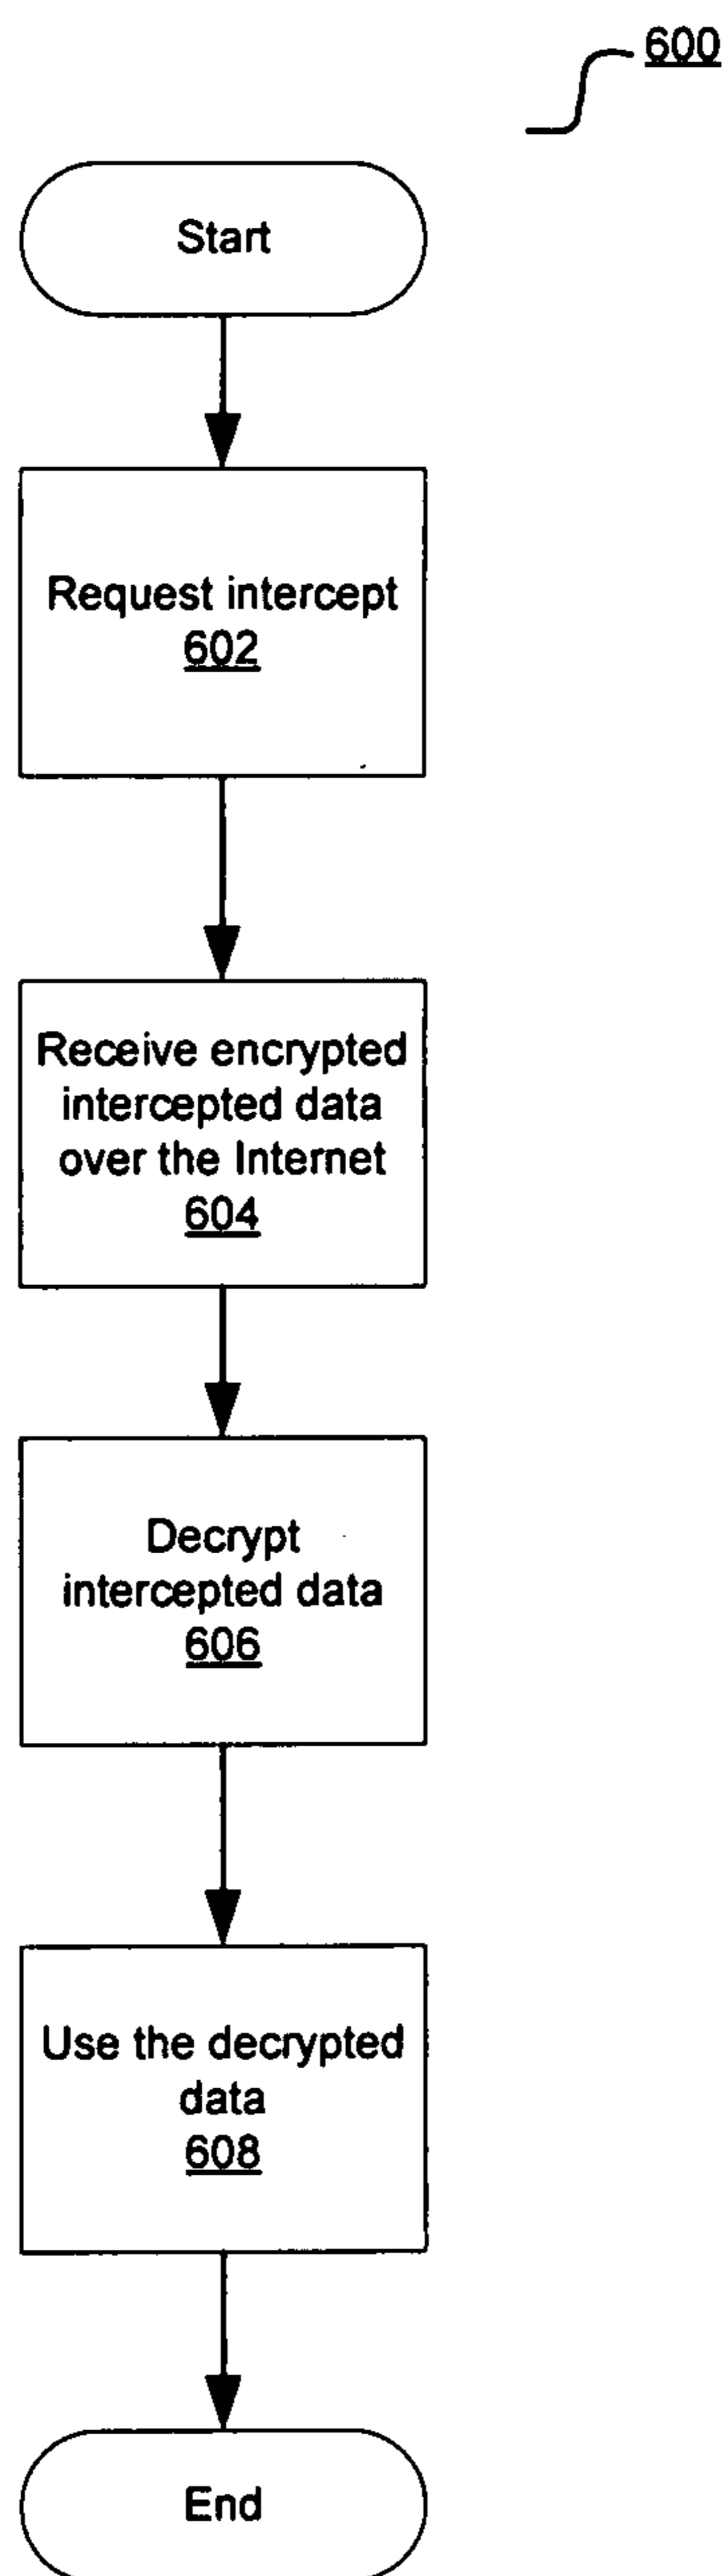 600
Start
Request intercept
602
Receive encrypted
intercepted data
over the Internet
604
Decrypt
intercepted data
606
Use the decrypted
data
608
End